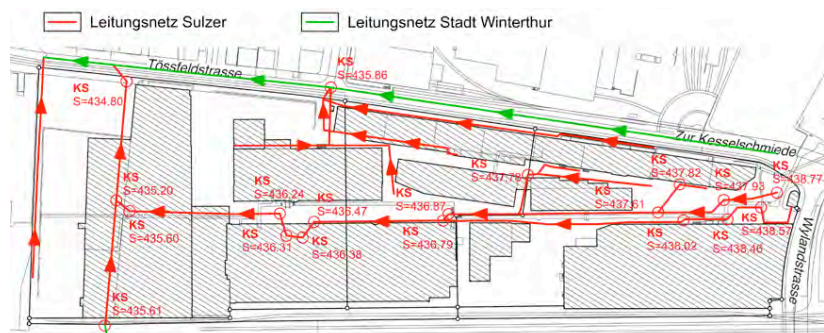 Leitungsnetz Sulzer
Leitungsnetz Stadt Winterthur
Tössfeldstrasse
KS
S=435.86
KS
S=434.80
Zur Kesselschmiede
KS
S=437.78
KS
S=437.82
KS
S=437.93
KS
S=438.77
KS
S=435.20
KS
S=436.24
KS
S=436.47
KS
S=436.87
KS
S=437.61
KS
S=435.60
KS
S=436.31
KS
S=436.38
KS
S=436.79
KS
S=438.02
KS
S=438.46
KS
S=438.57
Wylandstrasse
KS
S=435.61